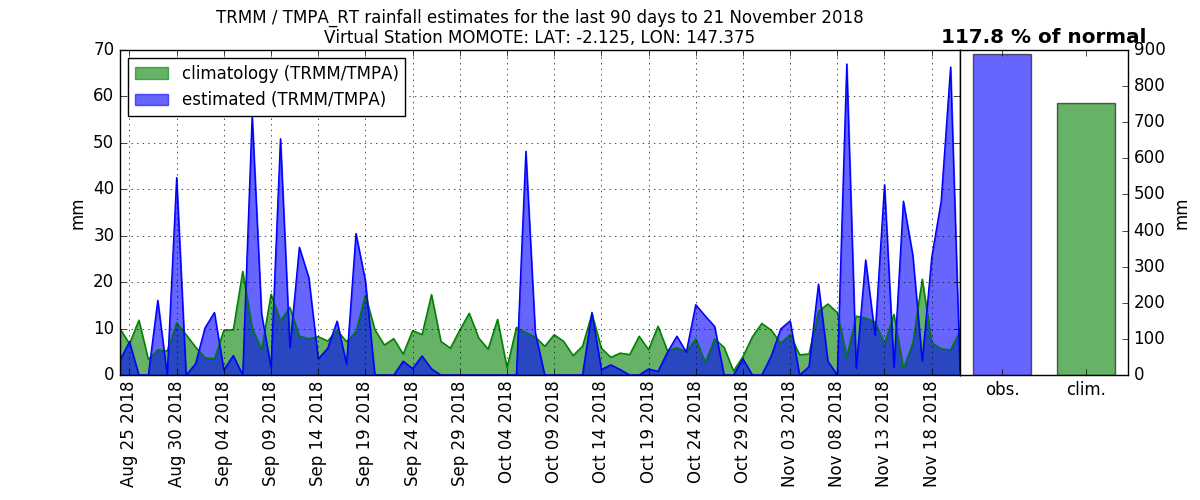 TRMM / TMPA_RT rainfall estimates for the last 90 days to 21 November 2018
Virtual Station MOMOTE: LAT: -2.125, LON: 147.375
117.8 % of normal
climatology (TRMM/TMPA)
estimated (TRMM/TMPA)
mm
70
60
50
40
30
20
10
0
Aug 25 2018
Aug 30 2018
Sep 04 2018
Sep 09 2018
Sep 14 2018
Sep 19 2018
Sep 24 2018
Sep 29 2018
Oct 04 2018
Oct 09 2018
Oct 14 2018
Oct 19 2018
Oct 24 2018
Oct 29 2018
Nov 03 2018
Nov 08 2018
Nov 13 2018
Nov 18 2018
obs.
clim.
900
800
700
600
500
400
300
200
100
0
mm